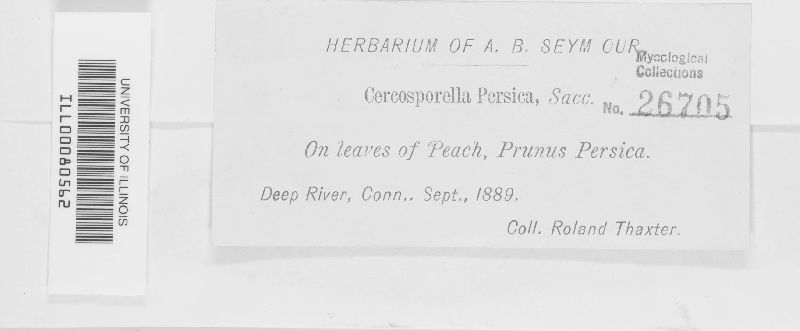 UNIVERSITY OF ILLINOIS
ILL00080562
HERBARIUM OF A. B. SEYMOUR
Mycological
Collections
Cercosporella Persica, Sacc.
No. 26705
On leaves of Peach, Prunus Persica.
Deep River, Conn.. Sept., 1889.
Coll. Roland Thaxter.